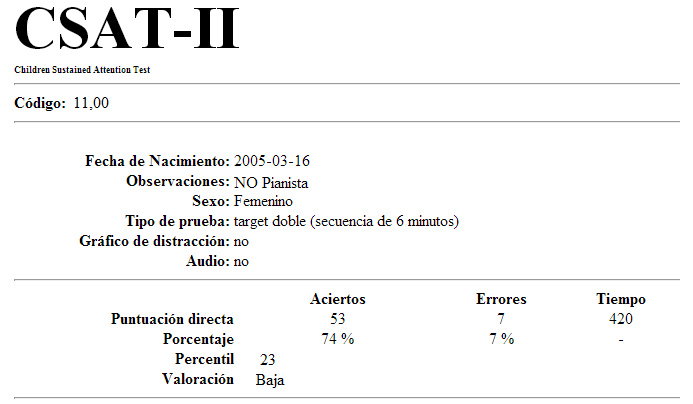 CSAT-II
Children Sustained Attention Test
Código: 11,00
Fecha de Nacimiento: 2005-03-16
Observaciones: NO Pianista
Sexo: Femenino
Tipo de prueba: target doble (secuencia de 6 minutos)
Gráfico de distracción: no
Audio: no
Aciertos Errores Tiempo
Puntuación directa 53 7 420
Porcentaje 74 % 7 % -
Percentil 23
Valoración Baja